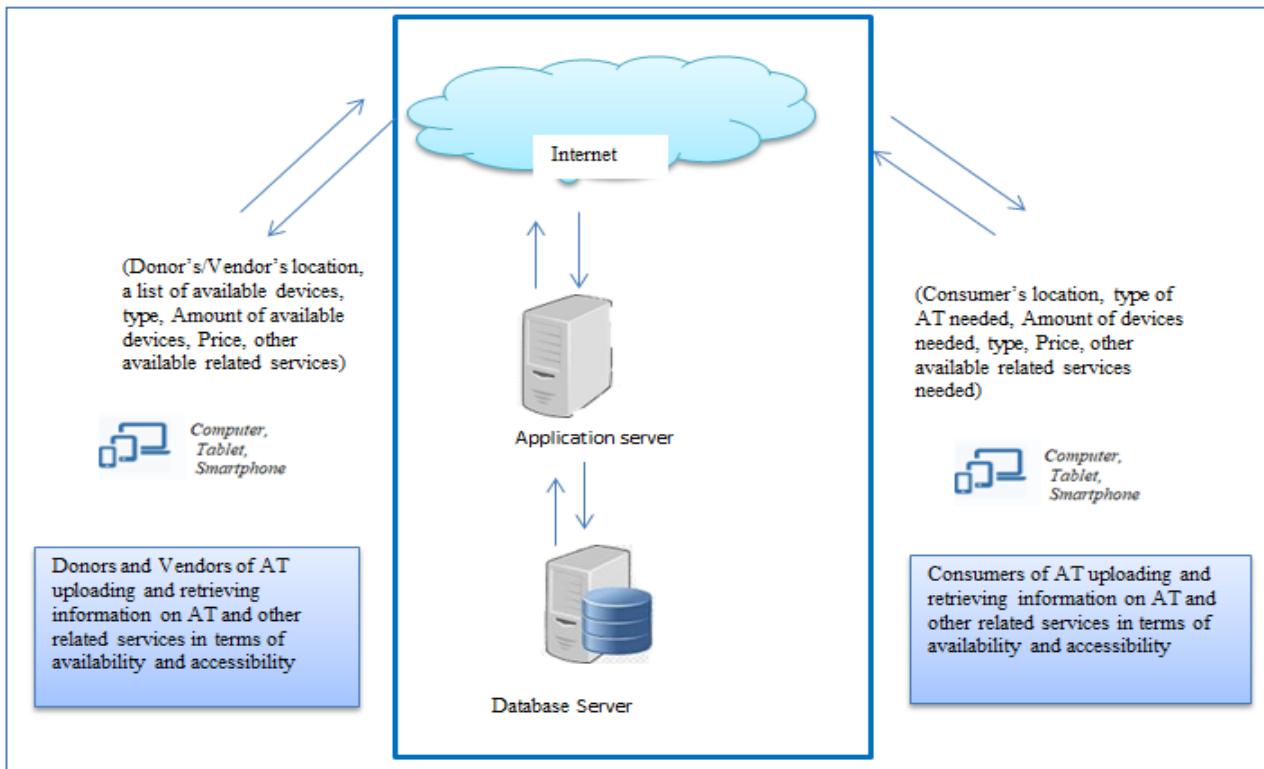 Internet
(Donor's/Vendor's location,
a list of available devices,
type, Amount of available
devices, Price, other
available related services)
Computer,
Tablet,
Smartphone
Donors and Vendors of AT
uploading and retrieving
information on AT and other
related services in terms of
availability and accessibility
Application server
Database Server
(Consumer's location, type of
AT needed, Amount of devices
needed, type, Price, other
available related services
needed)
Computer,
Tablet,
Smartphone
Consumers of AT uploading and
retrieving information on AT and
other related services in terms of
availability and accessibility